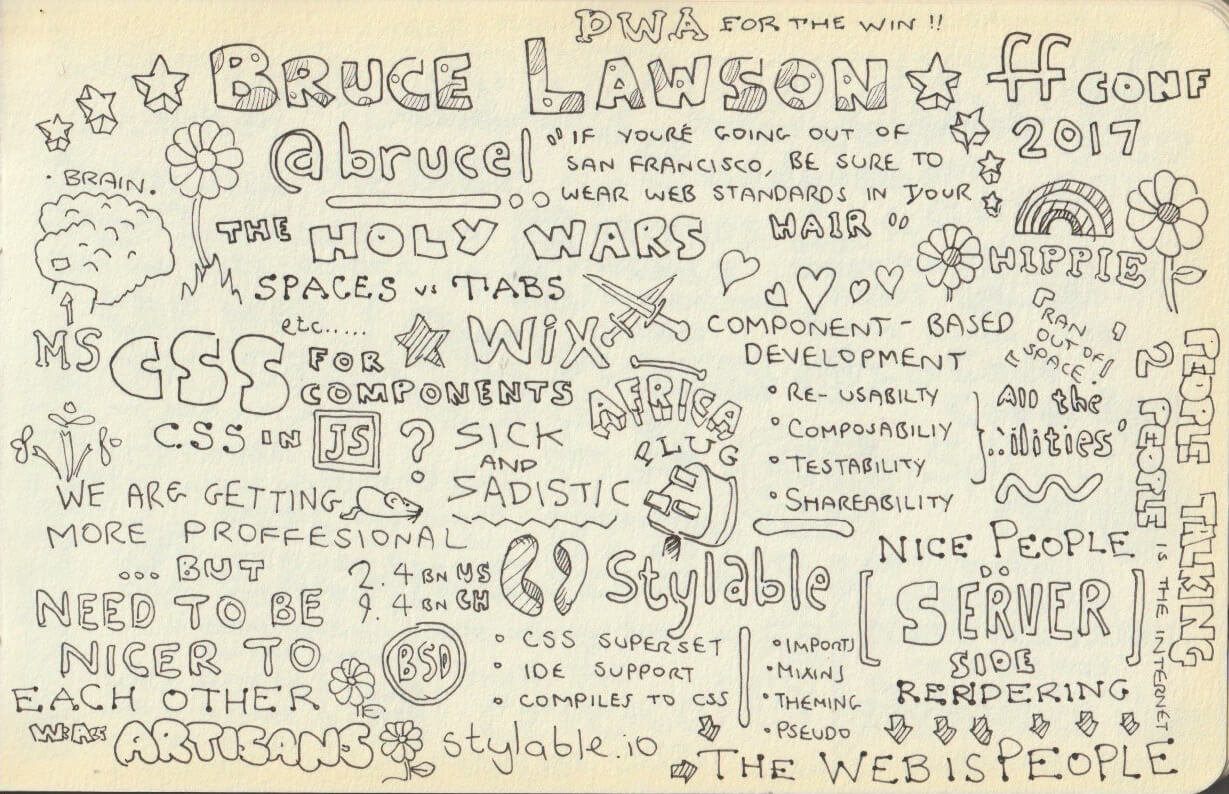 PWA FOR THE WIN !!
BRUCE LAWSON
ff CONF
2017
@brucel
"IF YOU'RE GOING OUT OF
SAN FRANCISCO, BE SURE TO
WEAR WEB STANDARDS IN YOUR
HAIR"
BRAIN.
THE HOLY WARS
SPACES vs TABS
etc.....
HIPPIE
MS
CSS FOR
COMPONENTS
WiX
COMPONENT-BASED
DEVELOPMENT
RE-USABILTY
COMPOSABILIY
TESTABILITY
SHAREABILITY
I RAN
OUT OF
SPACE!
All the
..ilities'
CSS IN JS ?
SICK
AND
SADISTIC
AFRICA
PLUG
WE ARE GETTING
MORE PROFFESIONAL
... BUT
NEED TO BE
NICER TO
EACH OTHER
2.4 BN US
9.4 BN CH
BSD
Stylable
CSS SUPERSET
IDE SUPPORT
COMPILES TO CSS
IMPORTS
MIXINS
THEMING
PSEUDO
NICE PEOPLE
[SERVER]
SIDE
RENDERING
PEOPLE TALKING
2 PEOPLE IS THE INTERNET
ARTISANS
stylable.io
THE WEB IS PEOPLE